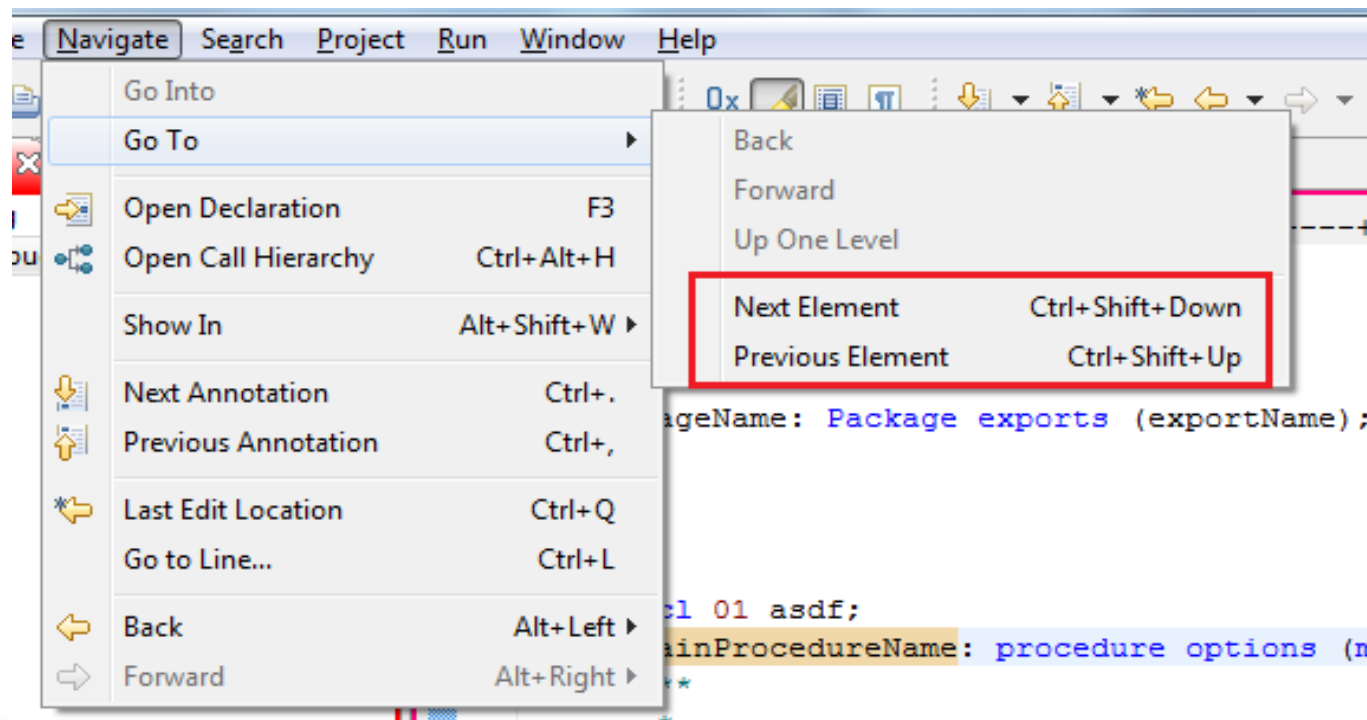 e Navigate Search Project Run Window Help
Go Into
0x
Go To
Back
Forward
Open Declaration F3
Up One Level
----+
ou
Open Call Hierarchy Ctrl+Alt+H
Next Element Ctrl+Shift+Down
Show In Alt+Shift+W
Previous Element Ctrl+Shift+Up
Next Annotation Ctrl+.
ageName: Package exports (exportName);
Previous Annotation Ctrl+,
Last Edit Location Ctrl+Q
Go to Line... Ctrl+L
cl 01 asdf;
Back Alt+Left
ainProcedureName: procedure options (m
Forward Alt+Right
**
*